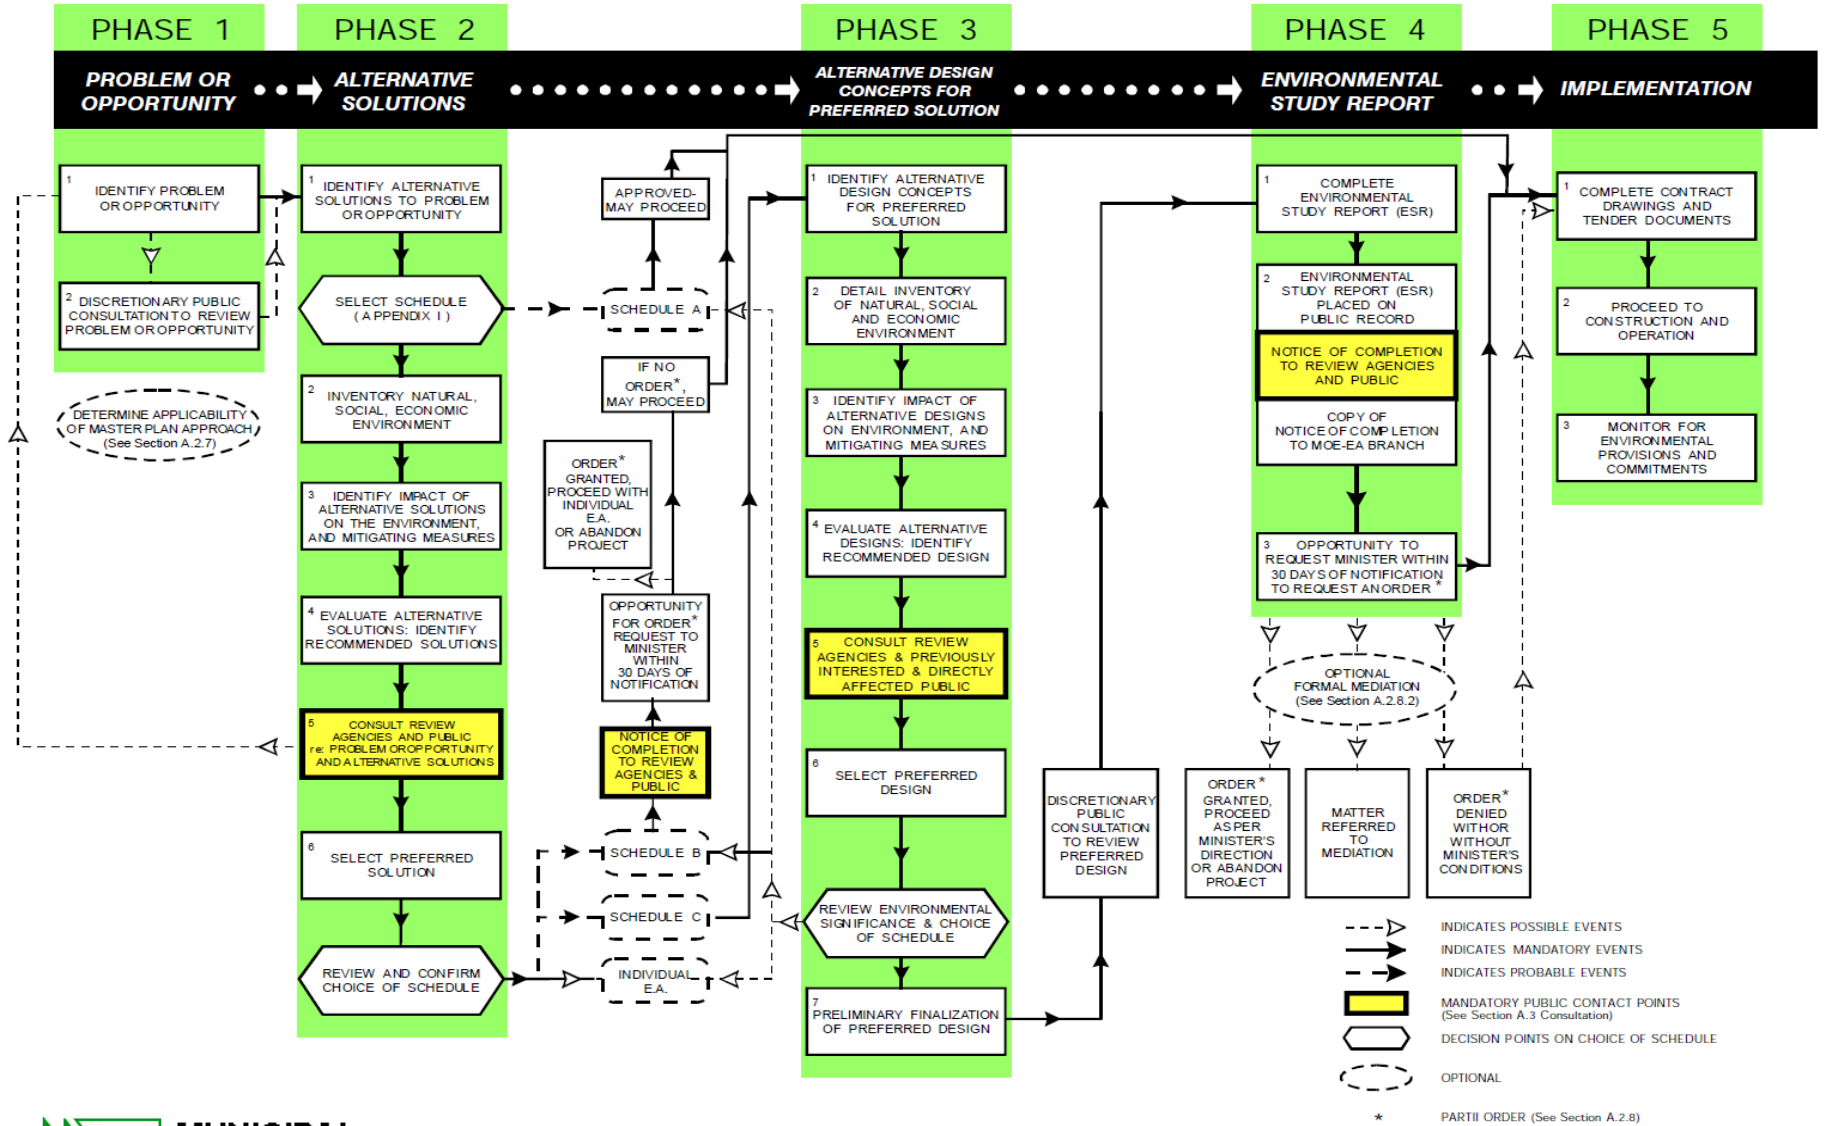 PHASE 1
PHASE 2
PHASE 3
PHASE 4
PHASE 5
PROBLEM OR
OPPORTUNITY
ALTERNATIVE
SOLUTIONS
ALTERNATIVE DESIGN
CONCEPTS FOR
PREFERRED SOLUTION
ENVIRONMENTAL
STUDY REPORT
IMPLEMENTATION
1
IDENTIFY PROBLEM
OR OPPORTUNITY
2 DISCRETIONARY PUBLIC
CONSULTATION TO REVIEW
PROBLEM OR OPPORTUNITY
DETERMINE APPLICABILITY
OF MASTER PLAN APPROACH
(See Section A.2.7)
1
IDENTIFY ALTERNATIVE
SOLUTIONS TO PROBLEM
OR OPPORTUNITY
SELECT SCHEDULE
( APPENDIX I )
2
INVENTORY NATURAL,
SOCIAL, ECONOMIC
ENVIRONMENT
3 IDENTIFY IMPACT OF
ALTERNATIVE SOLUTIONS
ON THE ENVIRONMENT,
AND MITIGATING MEASURES
4 EVALUATE ALTERNATIVE
SOLUTIONS: IDENTIFY
RECOMMENDED SOLUTIONS
5 CONSULT REVIEW
AGENCIES AND PUBLIC
re: PROBLEM OR OPPORTUNITY
AND ALTERNATIVE SOLUTIONS
6
SELECT PREFERRED
SOLUTION
REVIEW AND CONFIRM
CHOICE OF SCHEDULE
APPROVED-
MAY PROCEED
SCHEDULE A
IF NO
ORDER*,
MAY PROCEED
ORDER*
GRANTED,
PROCEED WITH
INDIVIDUAL
E.A.
OR ABANDON
PROJECT
OPPORTUNITY
FOR ORDER*
REQUEST TO
MINISTER
WITHIN
30 DAYS OF
NOTIFICATION
NOTICE OF
COMPLETION
TO REVIEW
AGENCIES &
PUBLIC
SCHEDULE B
SCHEDULE C
INDIVIDUAL
E.A.
1 IDENTIFY ALTERNATIVE
DESIGN CONCEPTS
FOR PREFERRED
SOLUTION
2 DETAIL INVENTORY
OF NATURAL, SOCIAL
AND ECONOMIC
ENVIRONMENT
3 IDENTIFY IMPACT OF
ALTERNATIVE DESIGNS
ON ENVIRONMENT, AND
MITIGATING MEASURES
4 EVALUATE ALTERNATIVE
DESIGNS: IDENTIFY
RECOMMENDED DESIGN
5 CONSULT REVIEW
AGENCIES & PREVIOUSLY
INTERESTED & DIRECTLY
AFFECTED PUBLIC
6
SELECT PREFERRED
DESIGN
REVIEW ENVIRONMENTAL
SIGNIFICANCE & CHOICE
OF SCHEDULE
7
PRELIMINARY FINALIZATION
OF PREFERRED DESIGN
DISCRETIONARY
PUBLIC
CONSULTATION
TO REVIEW
PREFERRED
DESIGN
1
COMPLETE
ENVIRONMENTAL
STUDY REPORT (ESR)
2 ENVIRONMENTAL
STUDY REPORT (ESR)
PLACED ON
PUBLIC RECORD
NOTICE OF COMPLETION
TO REVIEW AGENCIES
AND PUBLIC
COPY OF
NOTICE OF COMPLETION
TO MOE-EA BRANCH
3 OPPORTUNITY TO
REQUEST MINISTER WITHIN
30 DAYS OF NOTIFICATION
TO REQUEST AN ORDER *
OPTIONAL
FORMAL MEDIATION
(See Section A.2.8.2)
ORDER*
GRANTED,
PROCEED
AS PER
MINISTER'S
DIRECTION
OR ABANDON
PROJECT
MATTER
REFERRED
TO
MEDIATION
ORDER*
DENIED
WITH OR
WITHOUT
MINISTER'S
CONDITIONS
1
COMPLETE CONTRACT
DRAWINGS AND
TENDER DOCUMENTS
2
PROCEED TO
CONSTRUCTION AND
OPERATION
3
MONITOR FOR
ENVIRONMENTAL
PROVISIONS AND
COMMITMENTS
INDICATES POSSIBLE EVENTS
INDICATES MANDATORY EVENTS
INDICATES PROBABLE EVENTS
MANDATORY PUBLIC CONTACT POINTS
(See Section A.3 Consultation)
DECISION POINTS ON CHOICE OF SCHEDULE
OPTIONAL
* PART II ORDER (See Section A.2.8)
MUNICIPAL